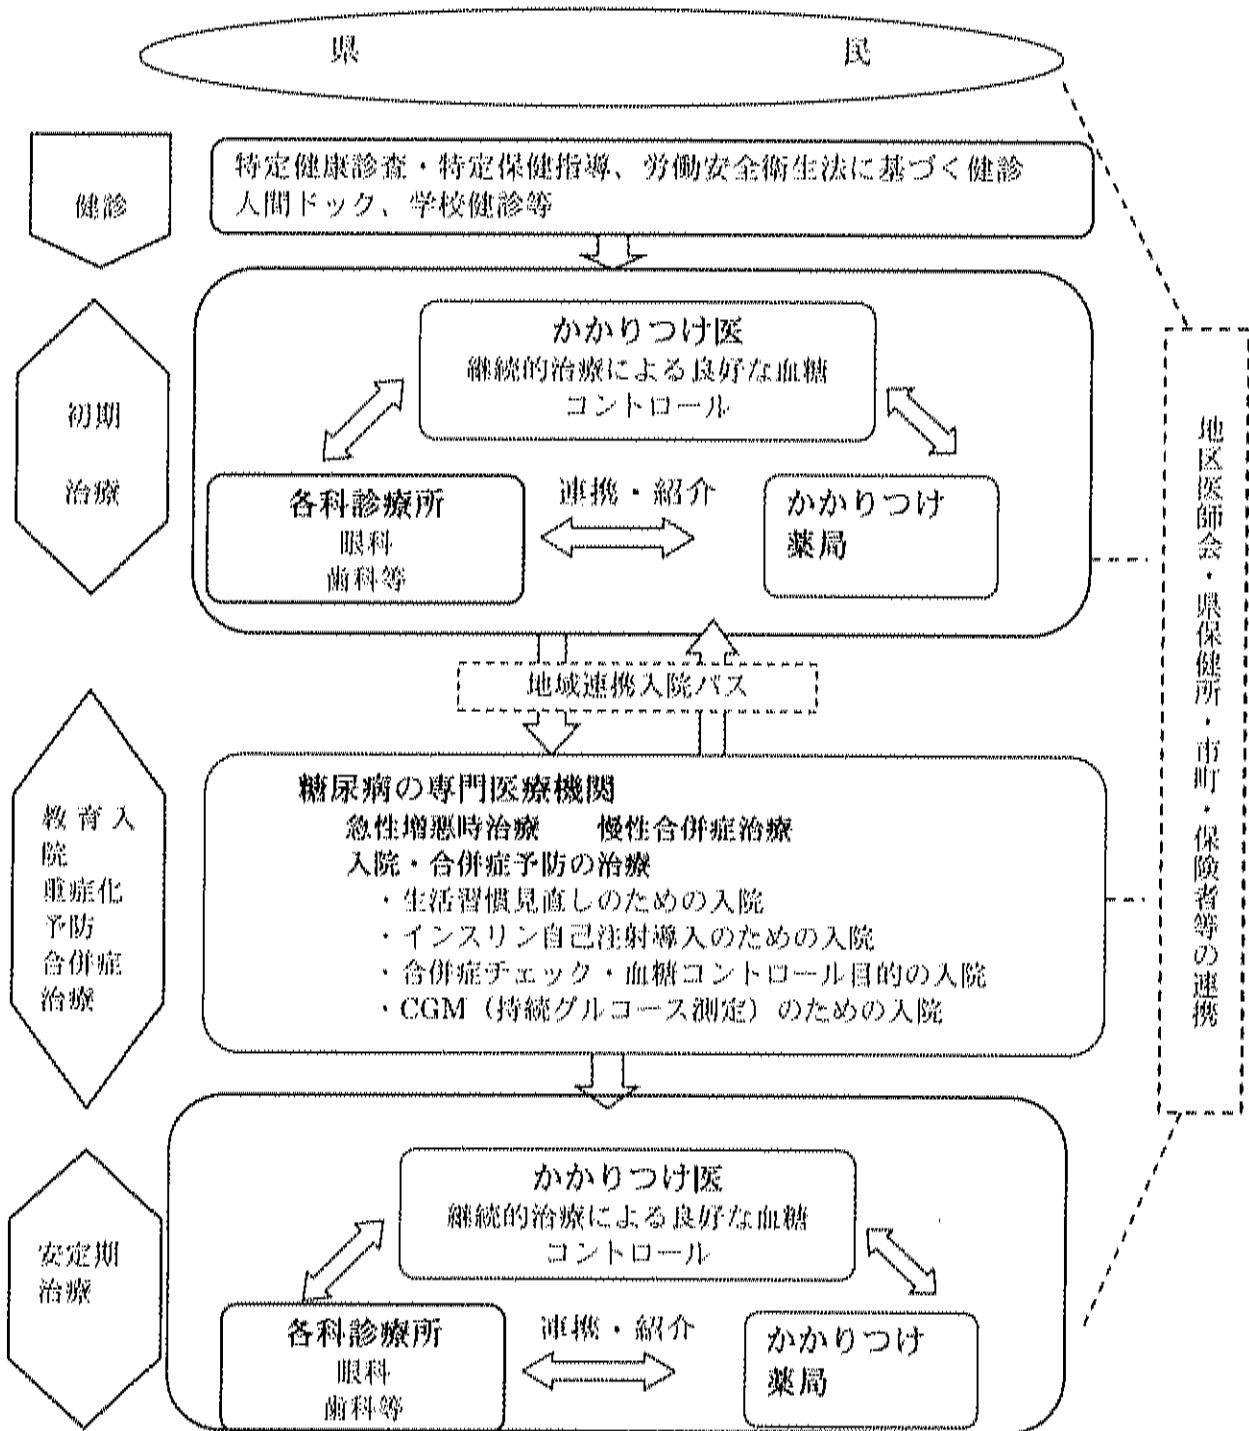 県 民
健診
特定健康診査・特定保健指導、労働安全衛生法に基づく健診
人間ドック、学校健診等
初期
治療
かかりつけ医
継続的治療による良好な血糖
コントロール
各科診療所
眼科
歯科等
連携・紹介
かかりつけ
薬局
地域連携入院パス
教育入
院
重症化
予防
合併症
治療
糖尿病の専門医療機関
急性増悪時治療 慢性合併症治療
入院・合併症予防の治療
・生活習慣見直しのための入院
・インスリン自己注射導入のための入院
・合併症チェック・血糖コントロール目的の入院
・CGM（持続グルコース測定）のための入院
安定期
治療
かかりつけ医
継続的治療による良好な血糖
コントロール
各科診療所
眼科
歯科等
連携・紹介
かかりつけ
薬局
地区医師会・県保健所・市町・保険者等の連携